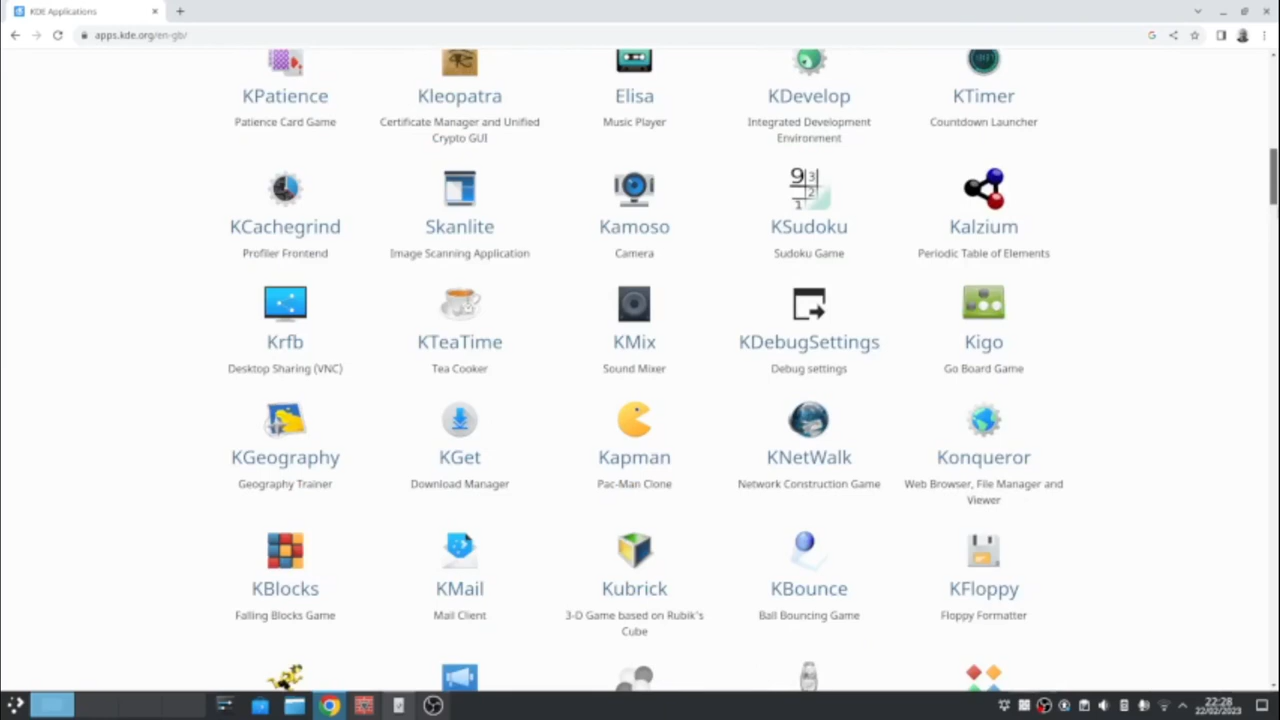 KDE Applications
apps.kde.org/en-gb/
KPatience
Patience Card Game
Kleopatra
Certificate Manager and Unified
Crypto GUI
Elisa
Music Player
KDevelop
Integrated Development
Environment
KTimer
Countdown Launcher
KCachegrind
Profiler Frontend
Skanlite
Image Scanning Application
Kamoso
Camera
9 3
2
1
KSudoku
Sudoku Game
Kalzium
Periodic Table of Elements
Krfb
Desktop Sharing (VNC)
KTeaTime
Tea Cooker
KMix
Sound Mixer
KDebugSettings
Debug settings
Kigo
Go Board Game
KGeography
Geography Trainer
KGet
Download Manager
Kapman
Pac-Man Clone
KNetWalk
Network Construction Game
Konqueror
Web Browser, File Manager and
Viewer
KBlocks
Falling Blocks Game
KMail
Mail Client
Kubrick
3-D Game based on Rubik's
Cube
KBounce
Ball Bouncing Game
KFloppy
Floppy Formatter
22:28
22/02/2023